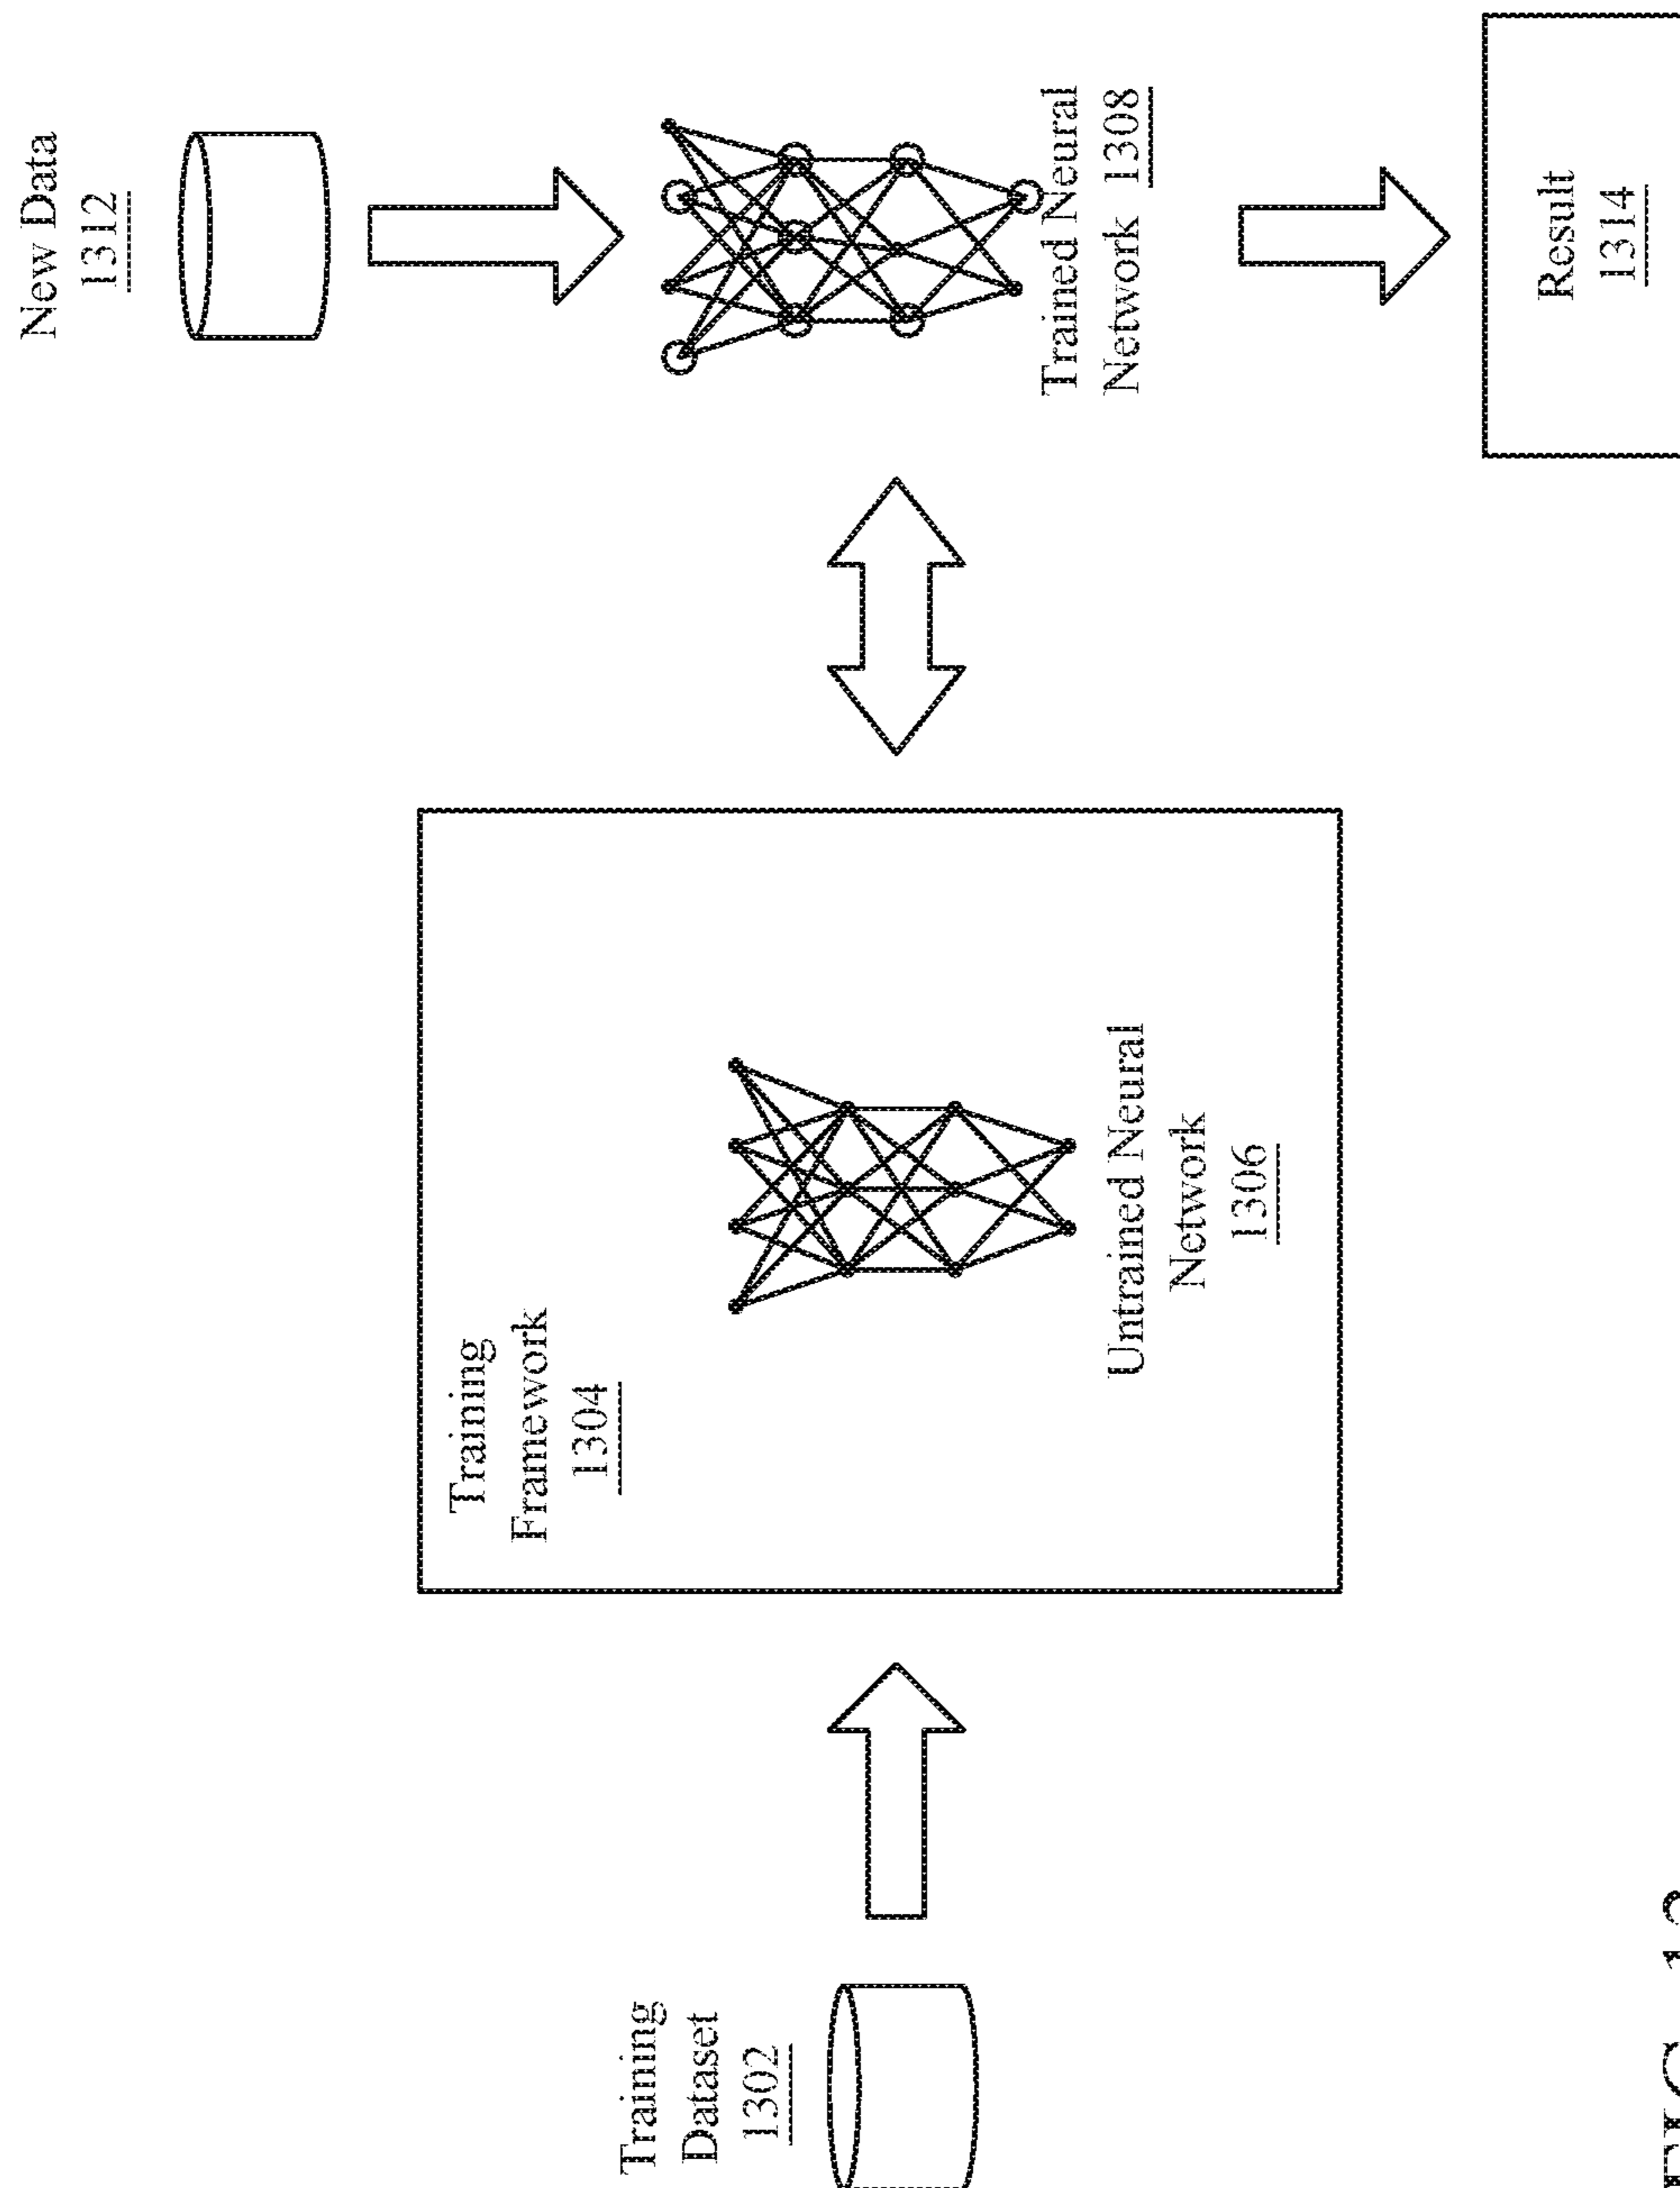 New Data
1312
Training
Framework
1304
Training
Dataset
1302
Trained Neural
Network 1308
Untrained Neural
Network
1306
Result
1314